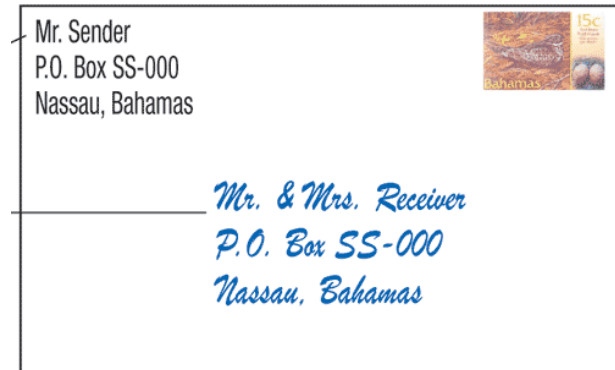 Mr. Sender
P.O. Box SS-000
Nassau, Bahamas
15c
Bahamas
Mr. & Mrs. Receiver
P.O. Box SS-000
Nassau, Bahamas